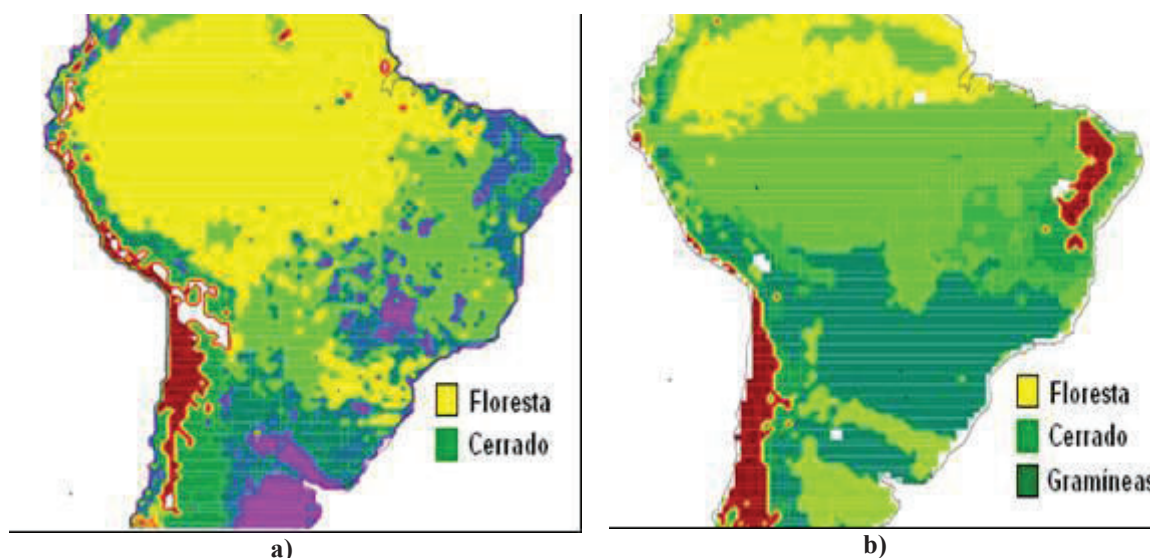 Floresta
Cerrado
a)
Floresta
Cerrado
Gramíneas
b)